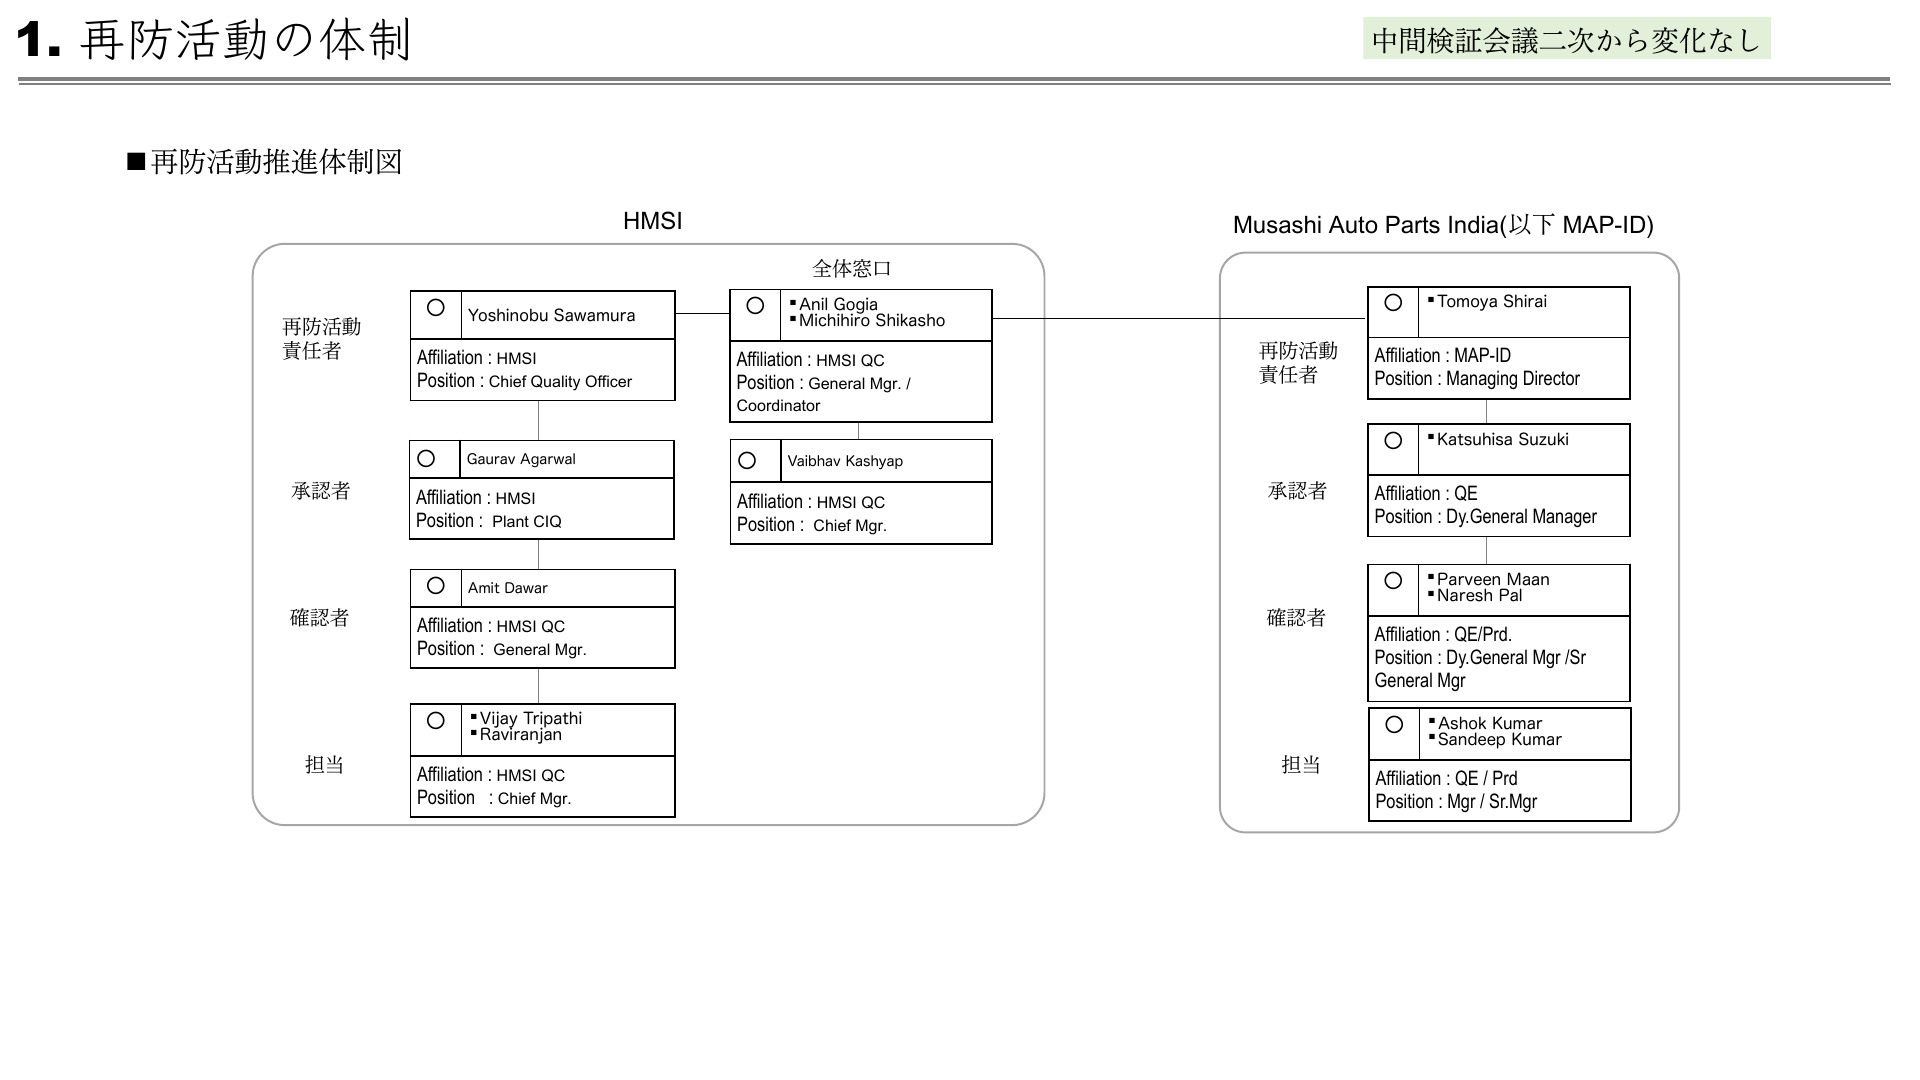 1. 再防活動の体制
中間検証会議二次から変化なし
■再防活動推進体制図
HMSI
全体窓口
再防活動
責任者
○
Yoshinobu Sawamura
Affiliation : HMSI
Position : Chief Quality Officer
○
▪Anil Gogia
▪Michihiro Shikasho
Affiliation : HMSI QC
Position : General Mgr. /
Coordinator
承認者
○
Gaurav Agarwal
Affiliation : HMSI
Position : Plant CIQ
○
Vaibhav Kashyap
Affiliation : HMSI QC
Position : Chief Mgr.
確認者
○
Amit Dawar
Affiliation : HMSI QC
Position : General Mgr.
担当
○
▪Vijay Tripathi
▪Raviranjan
Affiliation : HMSI QC
Position : Chief Mgr.
Musashi Auto Parts India(以下 MAP-ID)
再防活動
責任者
○
▪Tomoya Shirai
Affiliation : MAP-ID
Position : Managing Director
承認者
○
▪Katsuhisa Suzuki
Affiliation : QE
Position : Dy.General Manager
確認者
○
▪Parveen Maan
▪Naresh Pal
Affiliation : QE/Prd.
Position : Dy.General Mgr /Sr
General Mgr
担当
○
▪Ashok Kumar
▪Sandeep Kumar
Affiliation : QE / Prd
Position : Mgr / Sr.Mgr